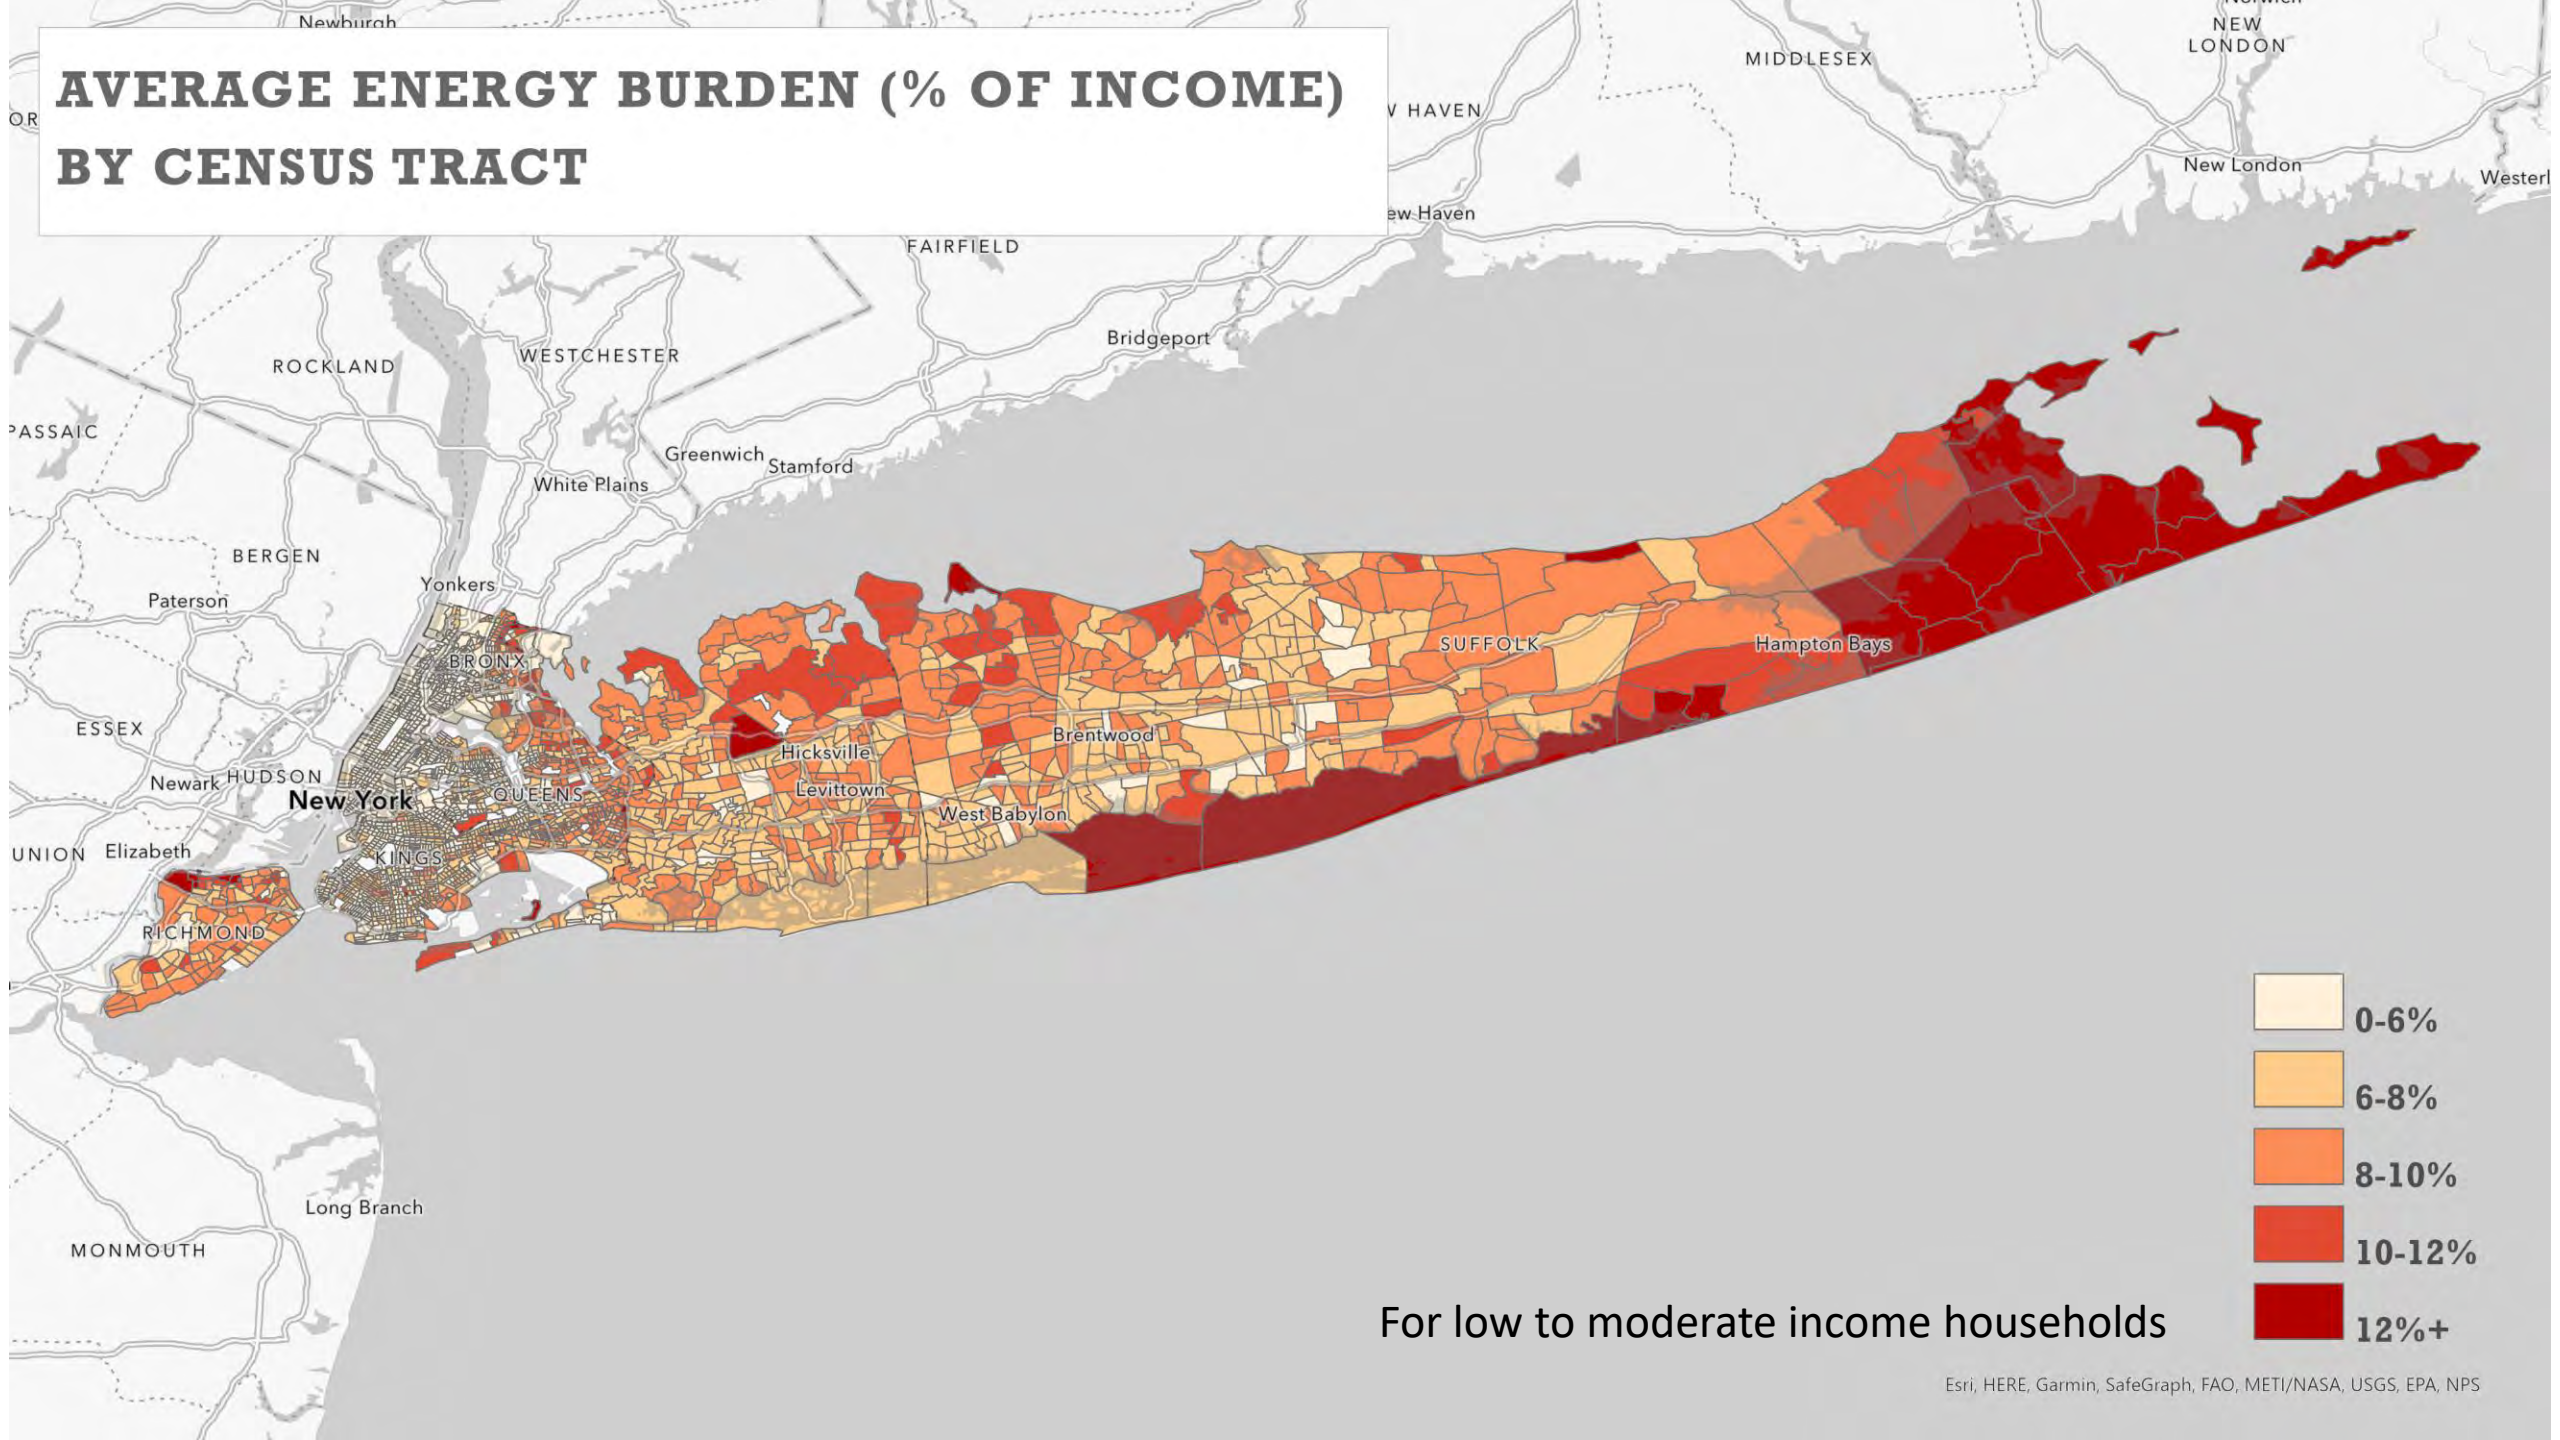 Newburgh
NEW
LONDON
MIDDLESEX
AVERAGE ENERGY BURDEN (% OF INCOME)
BY CENSUS TRACT
HAVEN
New London
ew Haven
FAIRFIELD
Bridgeport
WESTCHESTER
ROCKLAND
PASSAIC
Greenwich
Stamford
White Plains
BERGEN
Yonkers
Paterson
BRONX
SUFFOLK
Hampton Bays
ESSEX
Brentwood
Hicksville
Newark
HUDSON
New York
QUEENS
Levittown
West Babylon
UNION
Elizabeth
KINGS
RICHMOND
0-6%
6-8%
8-10%
10-12%
12%+
Long Branch
MONMOUTH
For low to moderate income households
Esri, HERE, Garmin, SafeGraph, FAO, METI/NASA, USGS, EPA, NPS